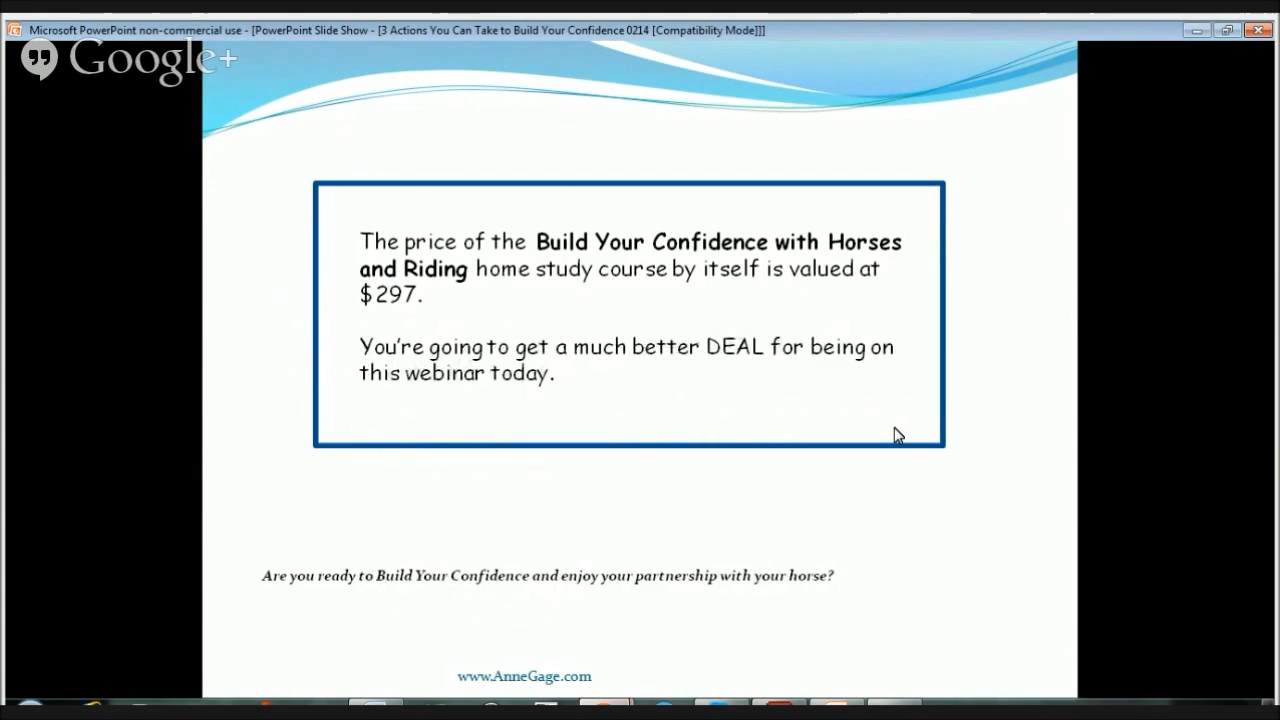 Microsoft PowerPoint non-commercial use - [PowerPoint Slide Show - [3 Actions You Can Take to Build Your Confidence 0214 [Compatibility Mode]]]
Google+
The price of the Build Your Confidence with Horses
and Riding home study course by itself is valued at
$297.
You're going to get a much better DEAL for being on
this webinar today.
Are you ready to Build Your Confidence and enjoy your partnership with your horse?
www.AnneGage.com